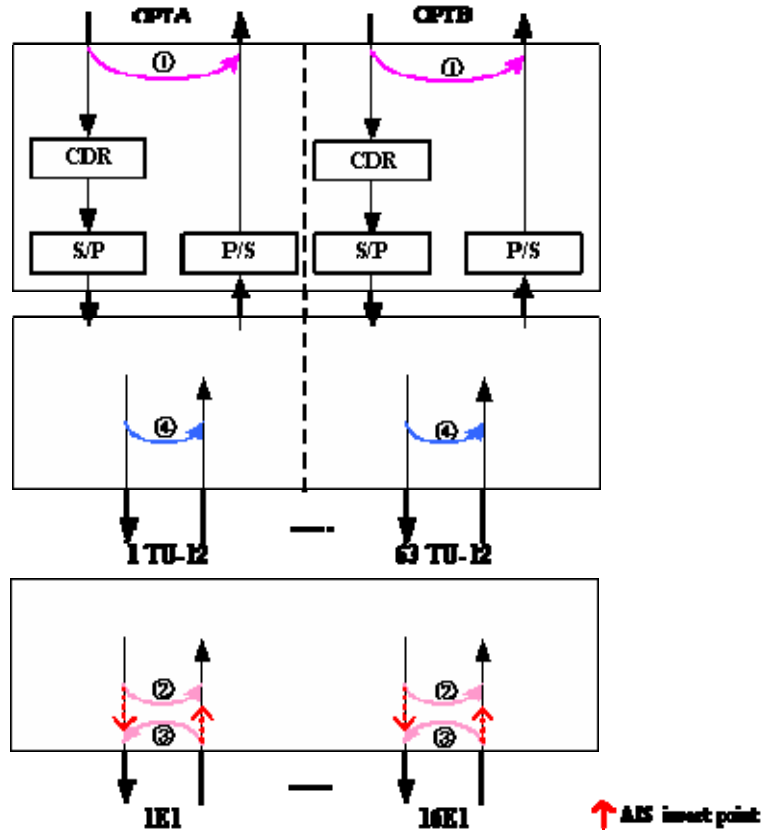 OPTA OPTB
① ①
CDR CDR
S/P P/S S/P P/S
④ ④
1 TU-12 63 TU-12
② ②
③ ③
1E1 16E1
AIS insert point